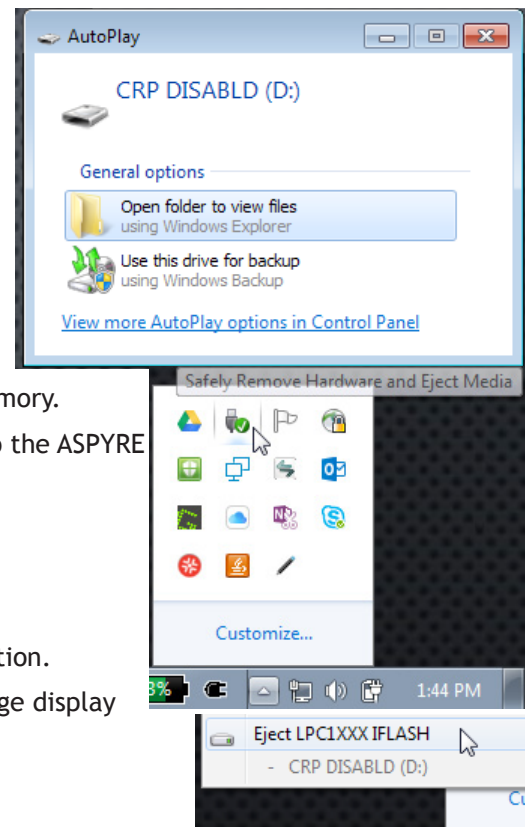 AutoPlay
CRP DISABLD (D:)
General options
Open folder to view files
using Windows Explorer
Use this drive for backup
using Windows Backup
View more AutoPlay options in Control Panel
Safely Remove Hardware and Eject Media
mory.
the ASPYRE
Customize...
tion.
ge display
3%
1:44 PM
Eject LPC1XXX IFLASH
- CRP DISABLD (D:)
Cu